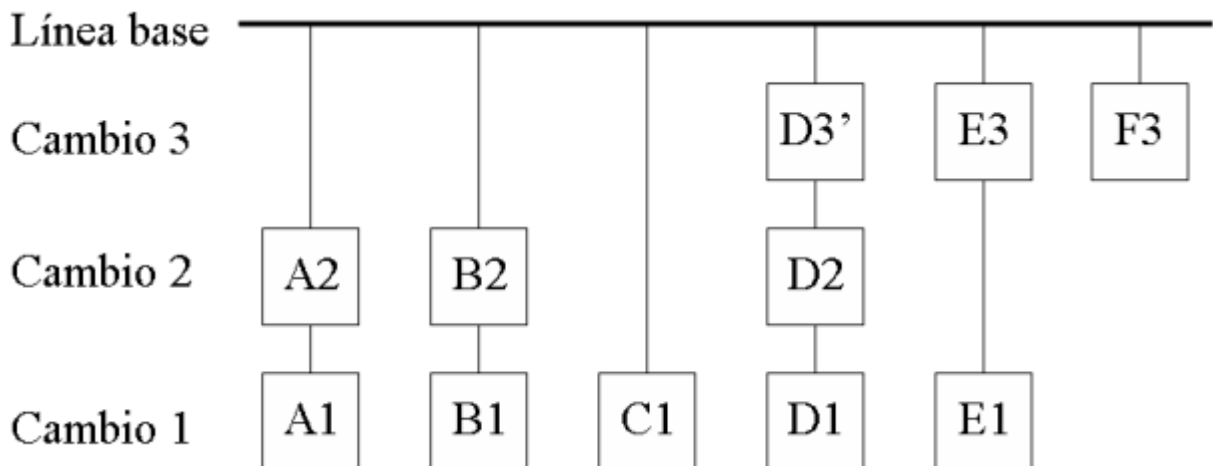 Línea base
Cambio 3 D3’ E3 F3
Cambio 2 A2 B2 D2
Cambio 1 A1 B1 C1 D1 E1